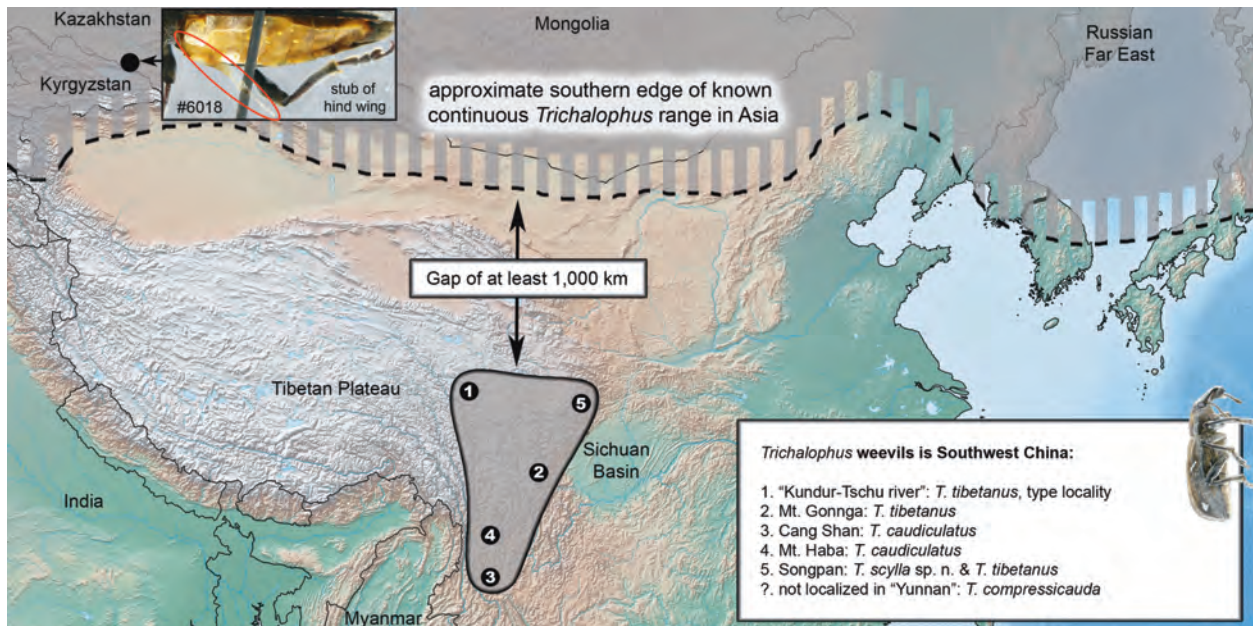 Kazakhstan
Mongolia
Russian
Far East
Kyrgyzstan
#6018
stub of
hind wing
approximate southern edge of known
continuous Trichalophus range in Asia
Gap of at least 1,000 km
Tibetan Plateau
1
5
Sichuan
Basin
2
India
4
3
Myanmar
Trichalophus weevils is Southwest China:
1. “Kundur-Tschu river”: T. tibetanus, type locality
2. Mt. Gonnga: T. tibetanus
3. Cang Shan: T. caudiculatus
4. Mt. Haba: T. caudiculatus
5. Songpan: T. scylla sp. n. & T. tibetanus
?. not localized in “Yunnan”: T. compressicauda